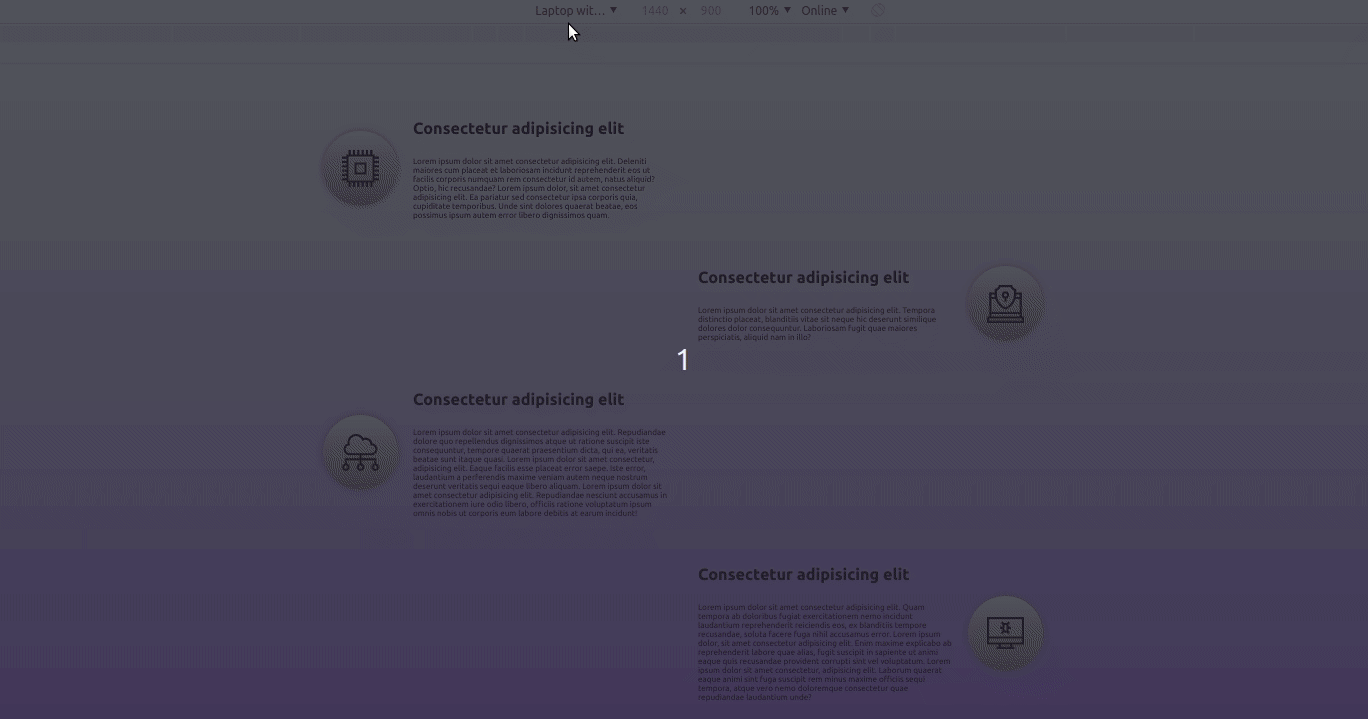 Laptop wit... ▼ 1440 × 900 100% ▼ Online ▼
Consectetur adipisicing elit
Lorem ipsum dolor sit amet consectetur adipisicing elit. Deleniti
maiores cum placeat et laboriosam incidunt reprehenderit eos ut
facilis corporis numquam rem consectetur id autem, natus aliquid?
Optio, hic recusandae? Lorem ipsum dolor, sit amet consectetur
adipisicing elit. Ea pariatur sed consectetur ipsa corporis quia,
cupiditate temporibus. Unde sint dolores quaerat beatae, eos
possimus ipsum autem error libero dignissimos quam.
Consectetur adipisicing elit
Lorem ipsum dolor sit amet consectetur adipisicing elit. Tempora
distinctio placeat, blanditiis vitae sit neque hic deserunt similique
dolores dolor consequuntur. Laboriosam fugit quae maiores
perspiciatis, aliquid nam in illo?
1
Consectetur adipisicing elit
Lorem ipsum dolor sit amet consectetur adipisicing elit. Repudiandae
dolore quo repellendus dignissimos atque ut ratione suscipit iste
consequuntur, tempore quaerat praesentium dicta, qui ea, veritatis
beatae sunt itaque quasi. Lorem ipsum dolor sit amet consectetur,
adipisicing elit. Eaque facilis esse placeat error saepe. Iste error,
laudantium a perferendis maxime veniam autem neque nostrum
deserunt veritatis sequi eaque libero aliquam. Lorem ipsum dolor sit
amet consectetur adipisicing elit. Repudiandae nesciunt accusamus in
exercitationem iure odio libero, officiis ratione voluptatum ipsum
omnis nobis ut corporis eum labore debitis at earum incidunt!
Consectetur adipisicing elit
Lorem ipsum dolor sit amet consectetur adipisicing elit. Quam
tempora ab doloribus fugiat exercitationem nemo incidunt
laudantium reprehenderit reiciendis eos, ex blanditiis tempore
recusandae, soluta facere fuga nihil accusamus error. Lorem ipsum
dolor, sit amet consectetur adipisicing elit. Enim maxime explicabo ab
reprehenderit labore quae alias, fugit suscipit in sapiente ut animi
eaque quis recusandae provident corrupti sint vel voluptatum. Lorem
ipsum dolor sit amet consectetur, adipisicing elit. Laborum quaerat
eaque animi sint fuga suscipit rem minus maxime officiis sequi
tempora, atque vero nemo doloremque consectetur quae
repudiandae laudantium unde?